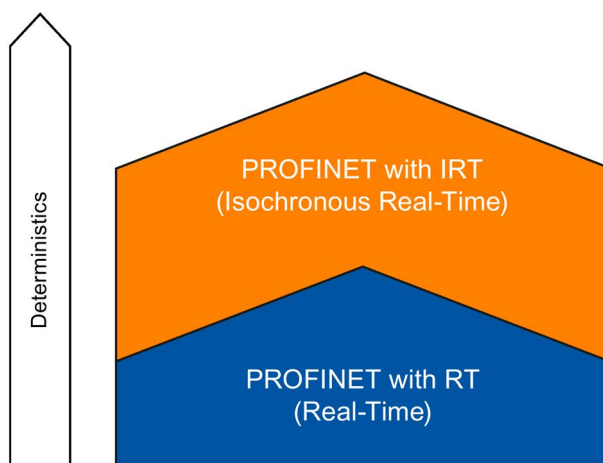 Deterministics
PROFINET with IRT
(Isochronous Real-Time)
PROFINET with RT
(Real-Time)